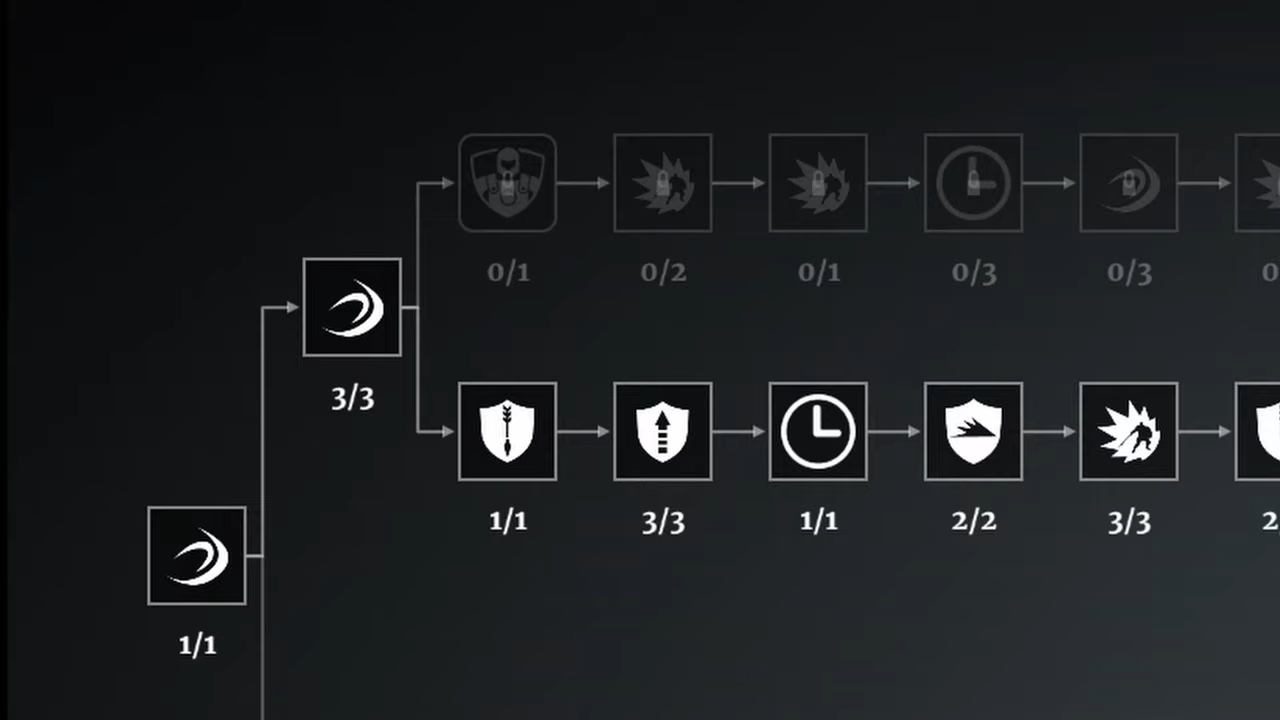 0/1 0/2 0/1 0/3 0/3
3/3
1/1 3/3 1/1 2/2 3/3
1/1